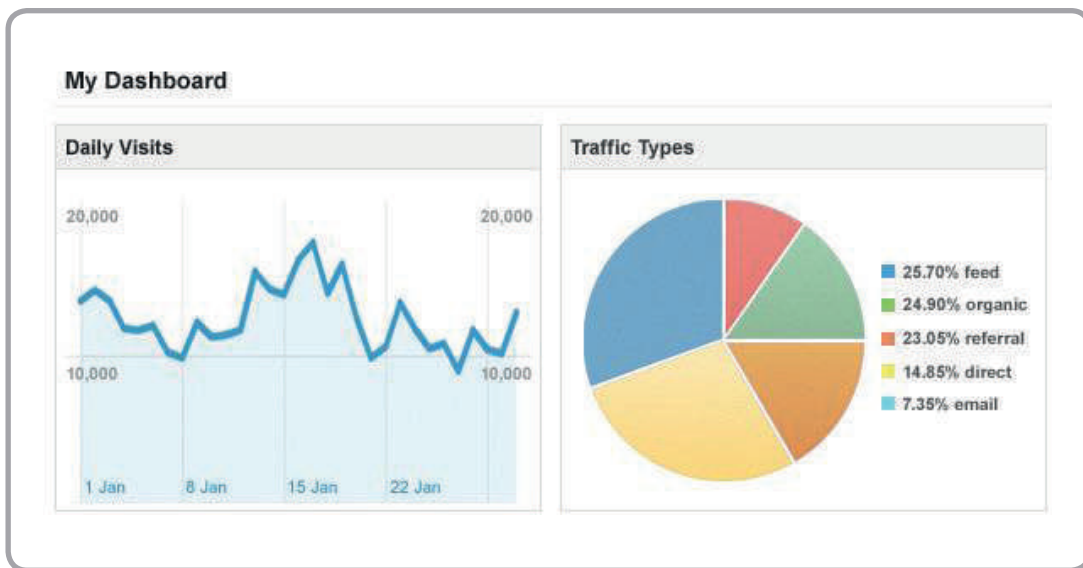 My Dashboard
Daily Visits
20,000 20,000
10,000 10,000
1 Jan 8 Jan 15 Jan 22 Jan
Traffic Types
25.70% feed
24.90% organic
23.05% referral
14.85% direct
7.35% email